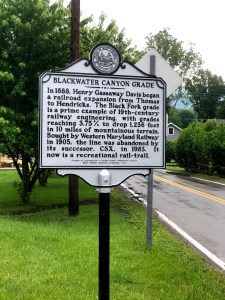 BLACKWATER CANYON GRADE
In 1888, Henry Gassaway Davis began
a railroad expansion from Thomas
to Hendricks. The Black Fork grade
is a prime example of 19th-century
railway engineering, with grades
reaching 3.75% to drop 1,236 feet
in 10 miles of mountainous terrain.
Bought by Western Maryland Railway
in 1905, the line was abandoned by
its successor, CSX, in 1983. It
now is a recreational rail-trail.